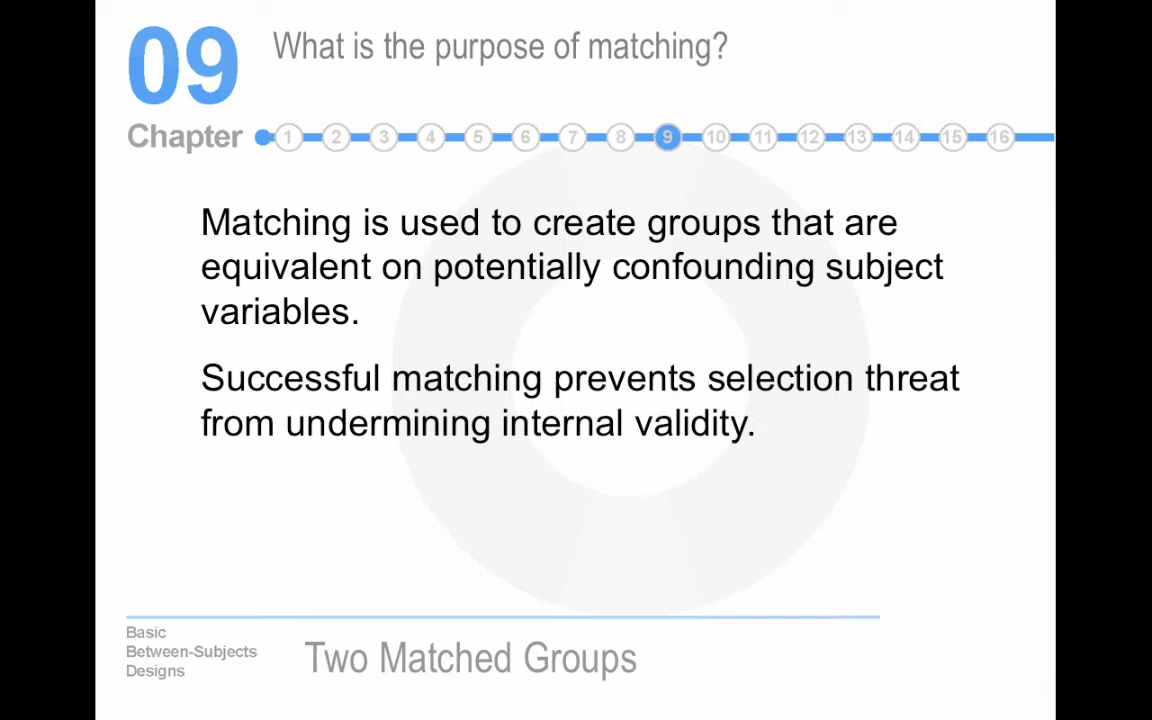 09
What is the purpose of matching?
Chapter
1 2 3 4 5 6 7 8 9 10 11 12 13 14 15 16
Matching is used to create groups that are
equivalent on potentially confounding subject
variables.
Successful matching prevents selection threat
from undermining internal validity.
Basic
Between-Subjects
Designs
Two Matched Groups